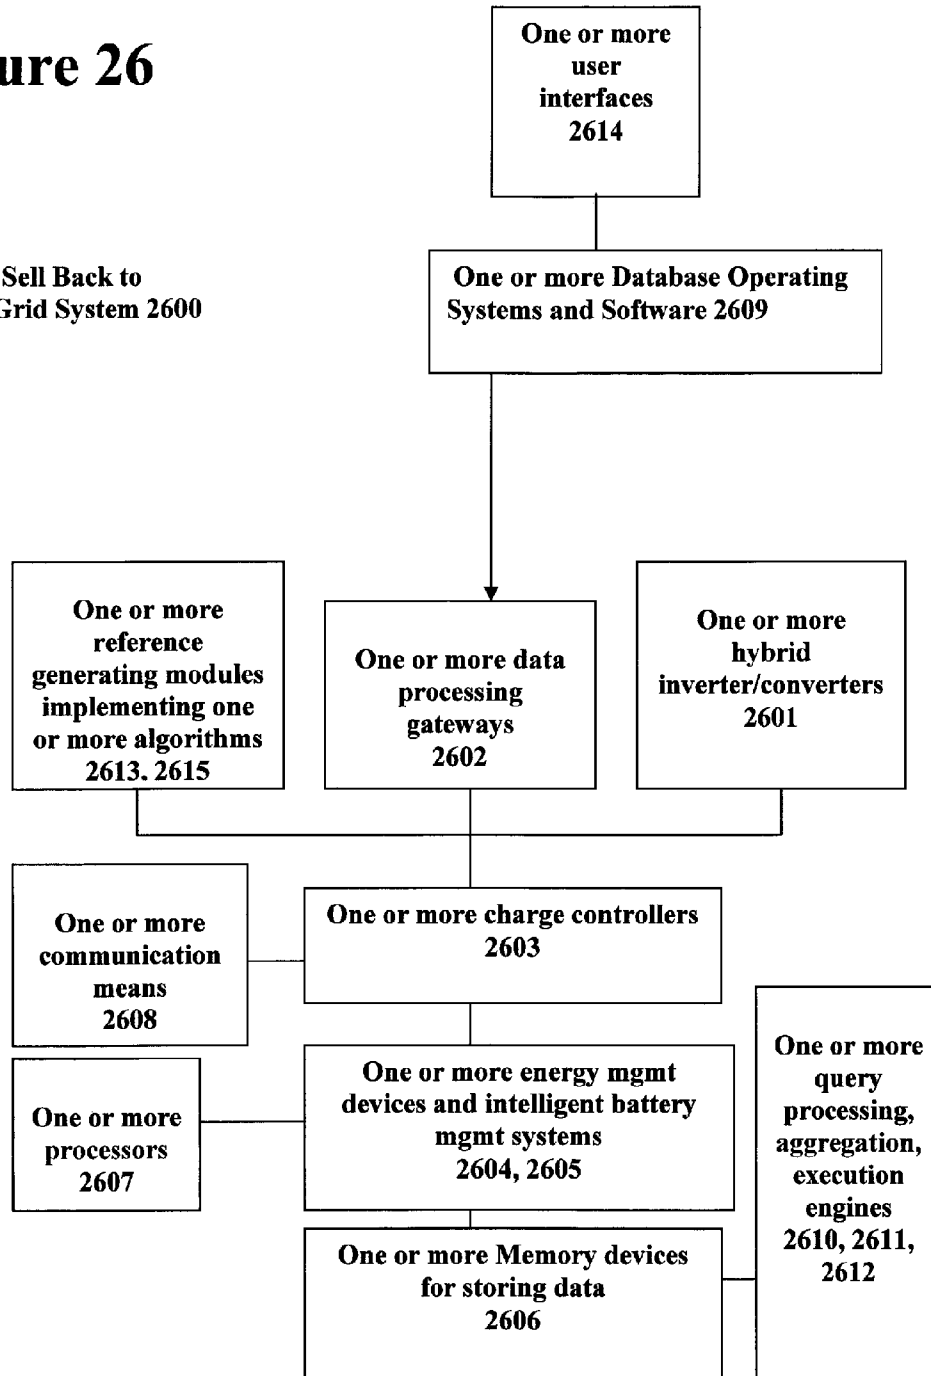 ure 26
One or more
user
interfaces
2614
Sell Back to
Grid System 2600
One or more Database Operating
Systems and Software 2609
One or more
reference
generating modules
implementing one
or more algorithms
2613. 2615
One or more data
processing
gateways
2602
One or more
hybrid
inverter/converters
2601
One or more
communication
means
2608
One or more charge controllers
2603
One or more
processors
2607
One or more energy mgmt
devices and intelligent battery
mgmt systems
2604, 2605
One or more
query
processing,
aggregation,
execution
engines
2610, 2611,
2612
One or more Memory devices
for storing data
2606